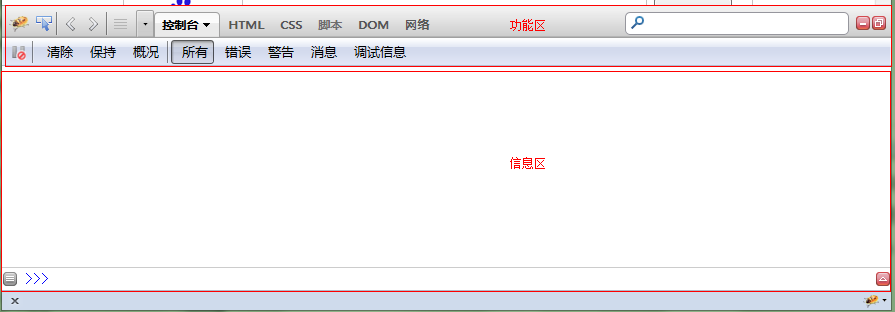 控制台 HTML CSS 脚本 DOM 网络 功能区
清除 保持 概况 所有 错误 警告 消息 调试信息
信息区
>>>